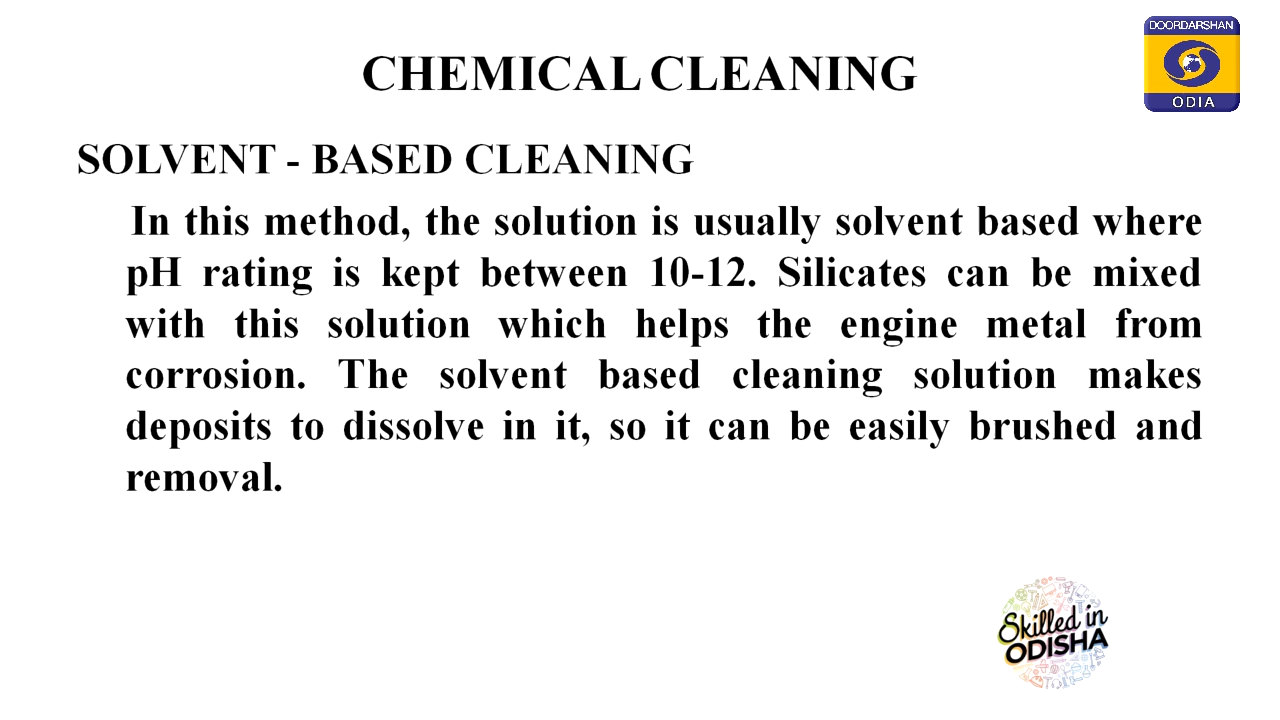 DOORDARSHAN
ODIA
CHEMICAL CLEANING
SOLVENT - BASED CLEANING
In this method, the solution is usually solvent based where
pH rating is kept between 10-12. Silicates can be mixed
with this solution which helps the engine metal from
corrosion. The solvent based cleaning solution makes
deposits to dissolve in it, so it can be easily brushed and
removal.
Skilled in
ODISHA